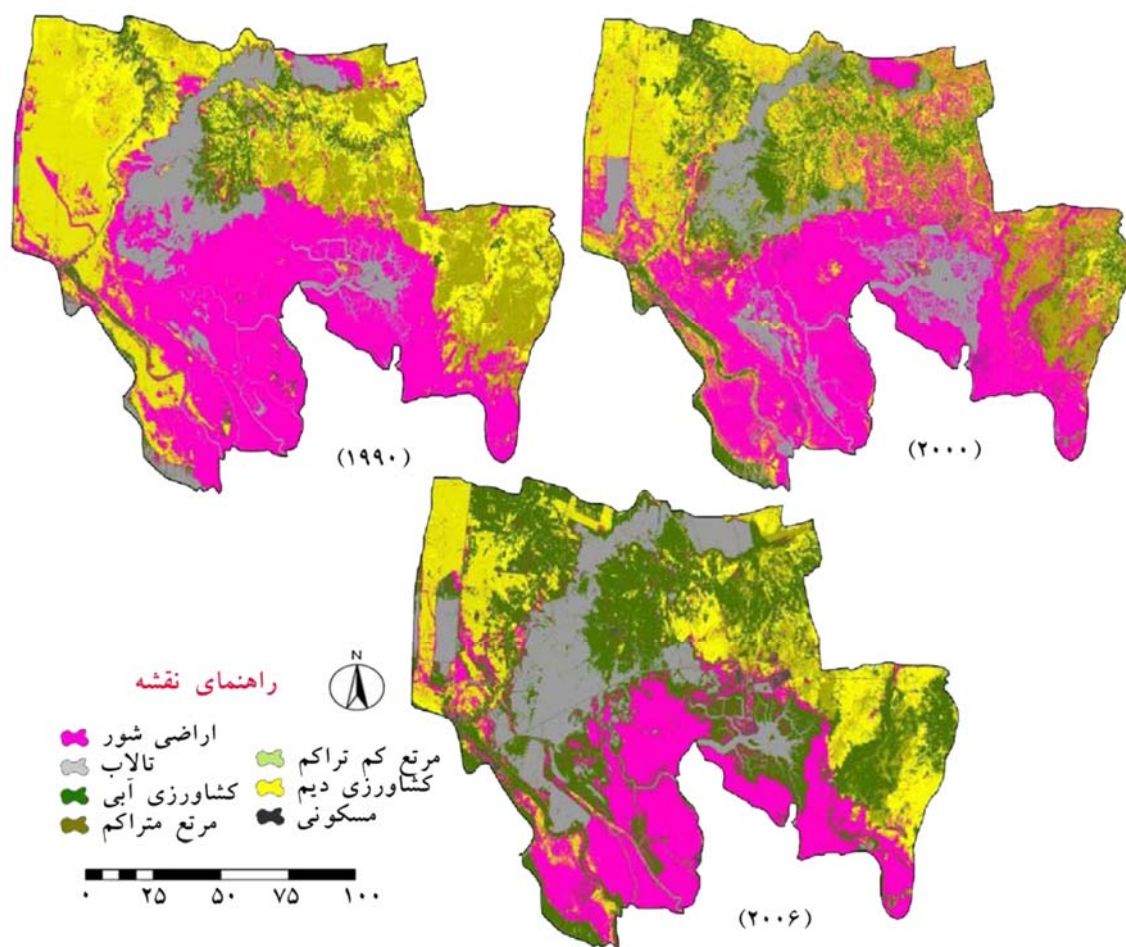 (۱۹۹۰)
(۲۰۰۰)
N
راهنمای نقشه
اراضی شور
تالاب
کشاورزی آبی
مرتع متراکم
مرتع کم تراکم
کشاورزی دیم
مسکونی
۰ ۲۵ ۵۰ ۷۵ ۱۰۰
(۲۰۰۶)